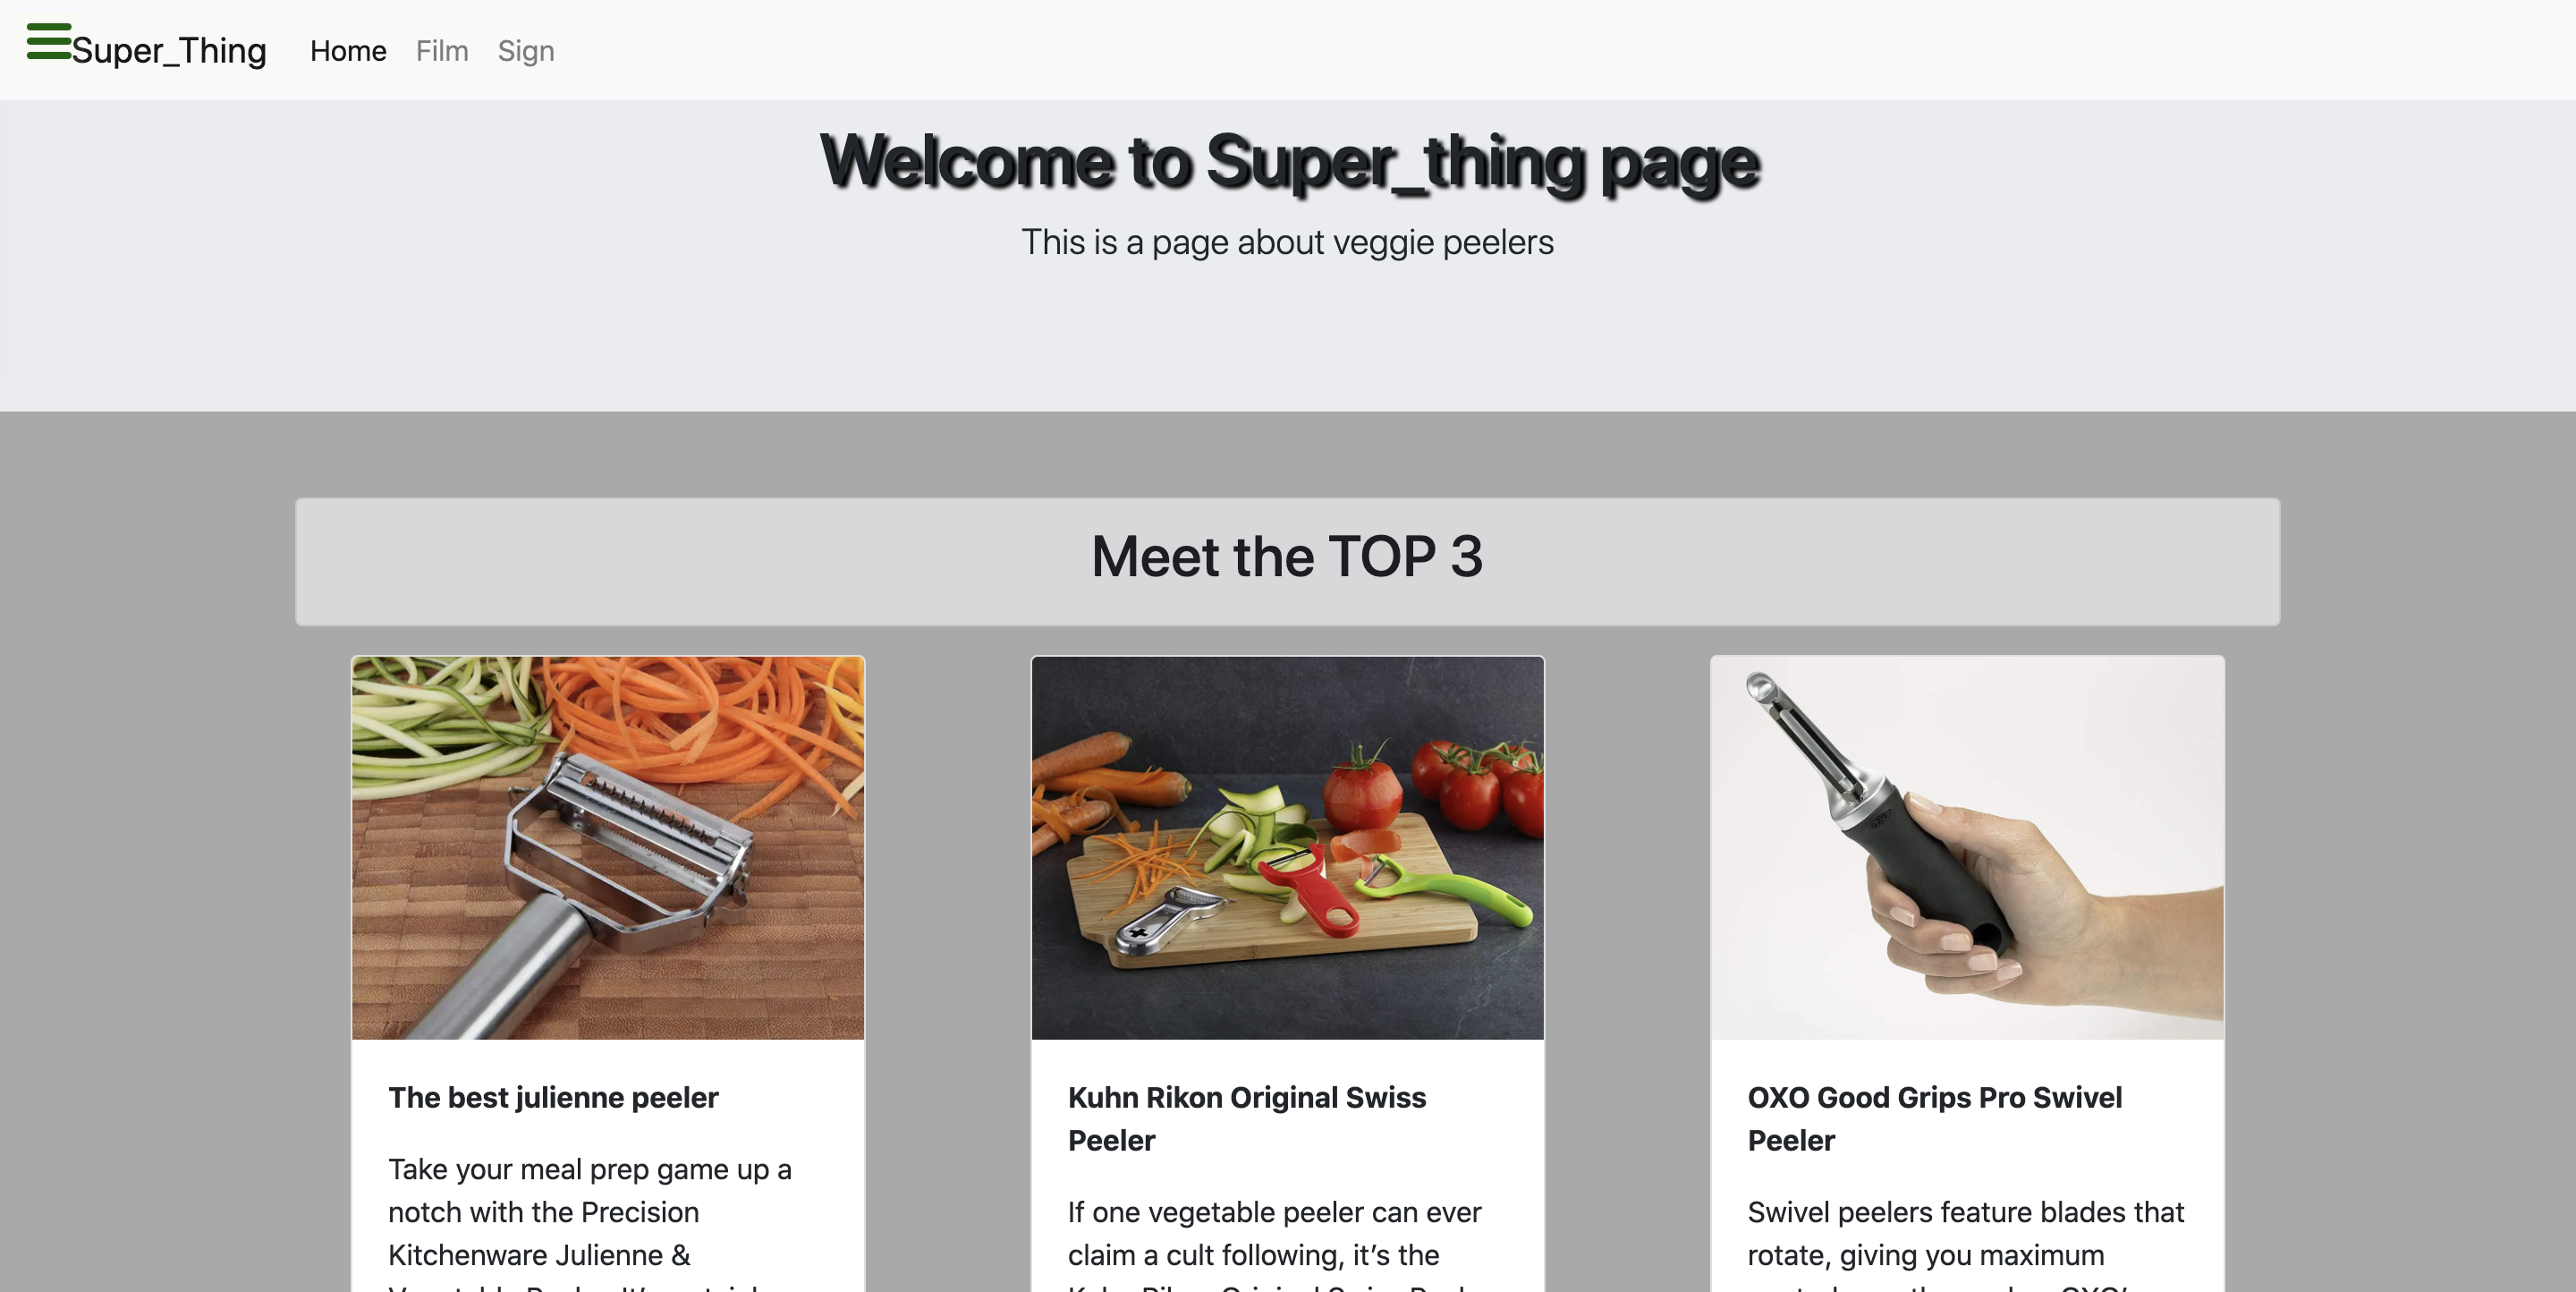 Super_Thing Home Film Sign
Welcome to Super_thing page
This is a page about veggie peelers
Meet the TOP 3
The best julienne peeler
Take your meal prep game up a
notch with the Precision
Kitchenware Julienne &
Kuhn Rikon Original Swiss
Peeler
If one vegetable peeler can ever
claim a cult following, it's the
OXO Good Grips Pro Swivel
Peeler
Swivel peelers feature blades that
rotate, giving you maximum